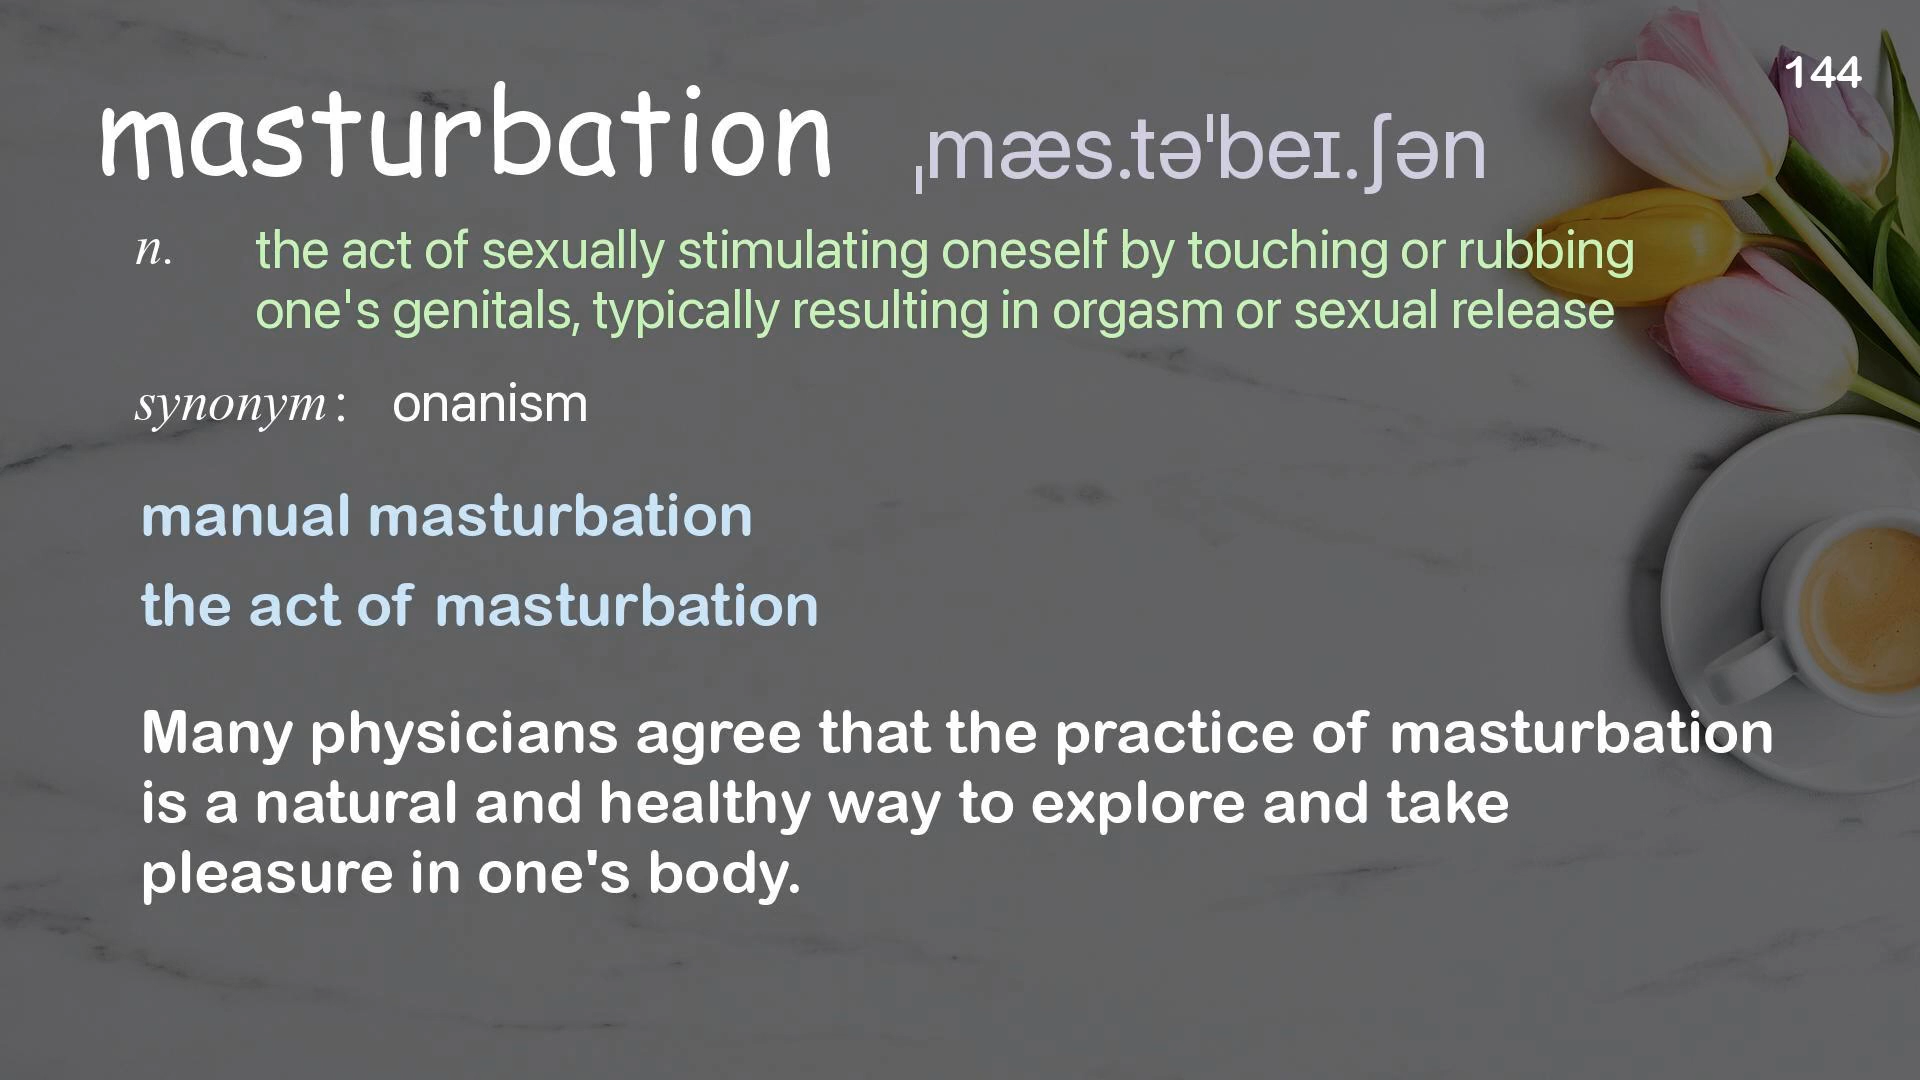 144
masturbation ˌmæs.təˈbeɪ.ʃən
n. the act of sexually stimulating oneself by touching or rubbing
one's genitals, typically resulting in orgasm or sexual release
synonym: onanism
manual masturbation
the act of masturbation
Many physicians agree that the practice of masturbation
is a natural and healthy way to explore and take
pleasure in one's body.